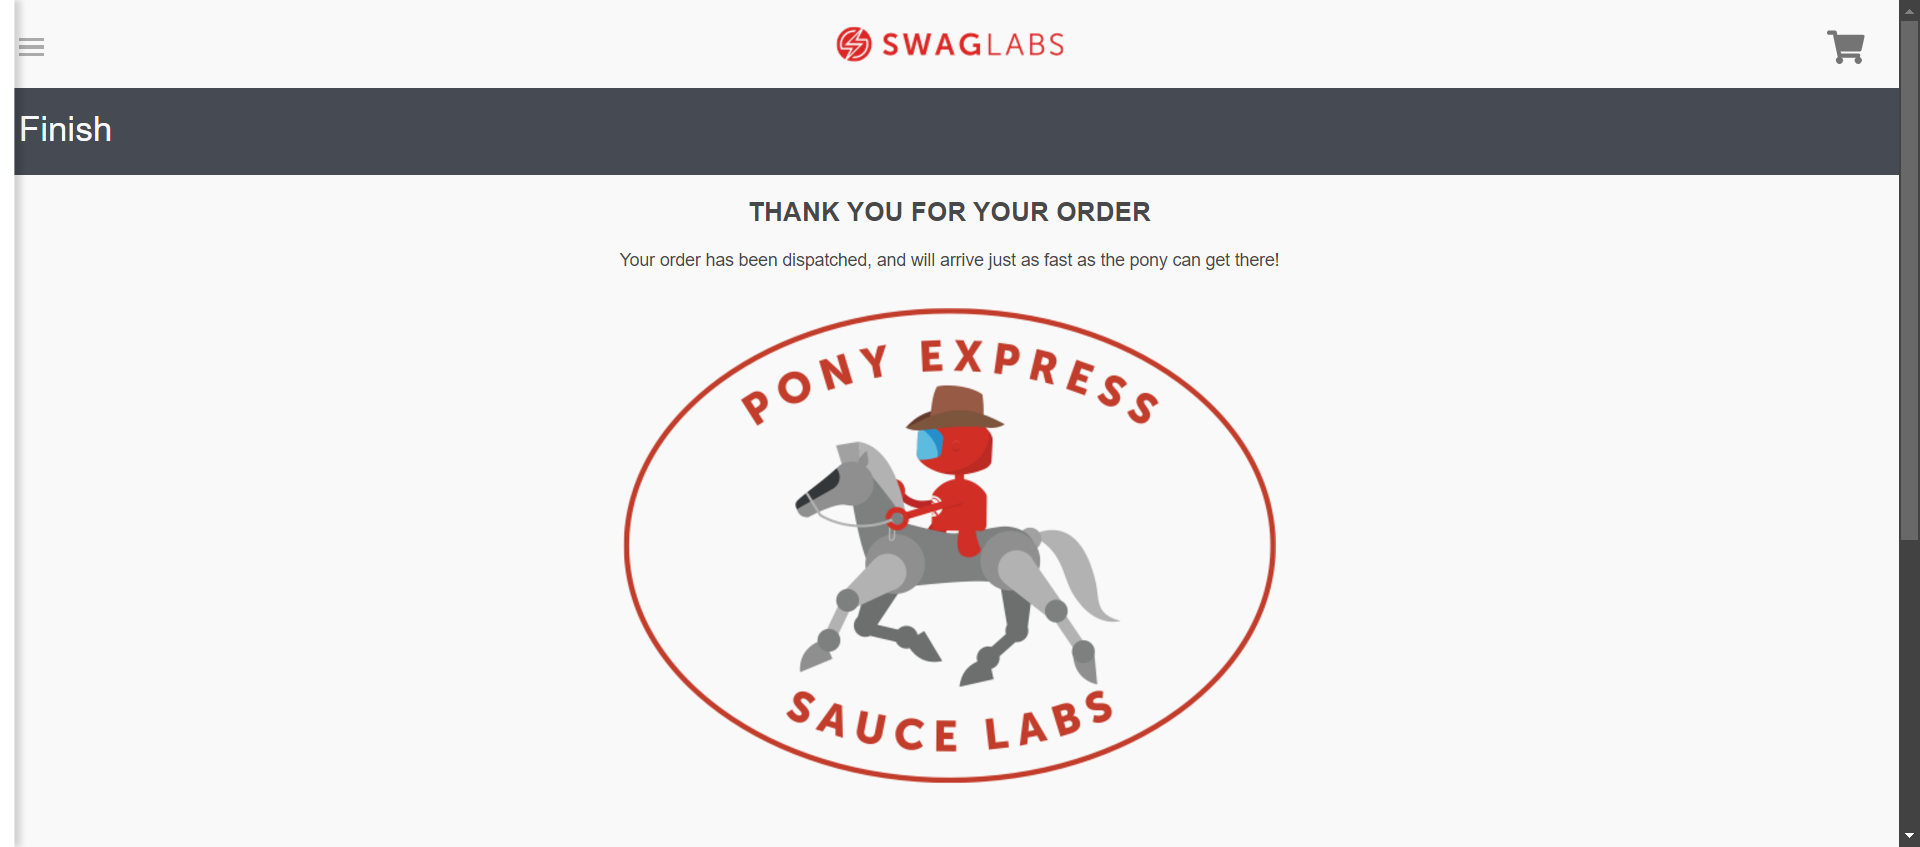 SWAGLABS
Finish
THANK YOU FOR YOUR ORDER
Your order has been dispatched, and will arrive just as fast as the pony can get there!
PONY EXPRESS
SAUCE LABS